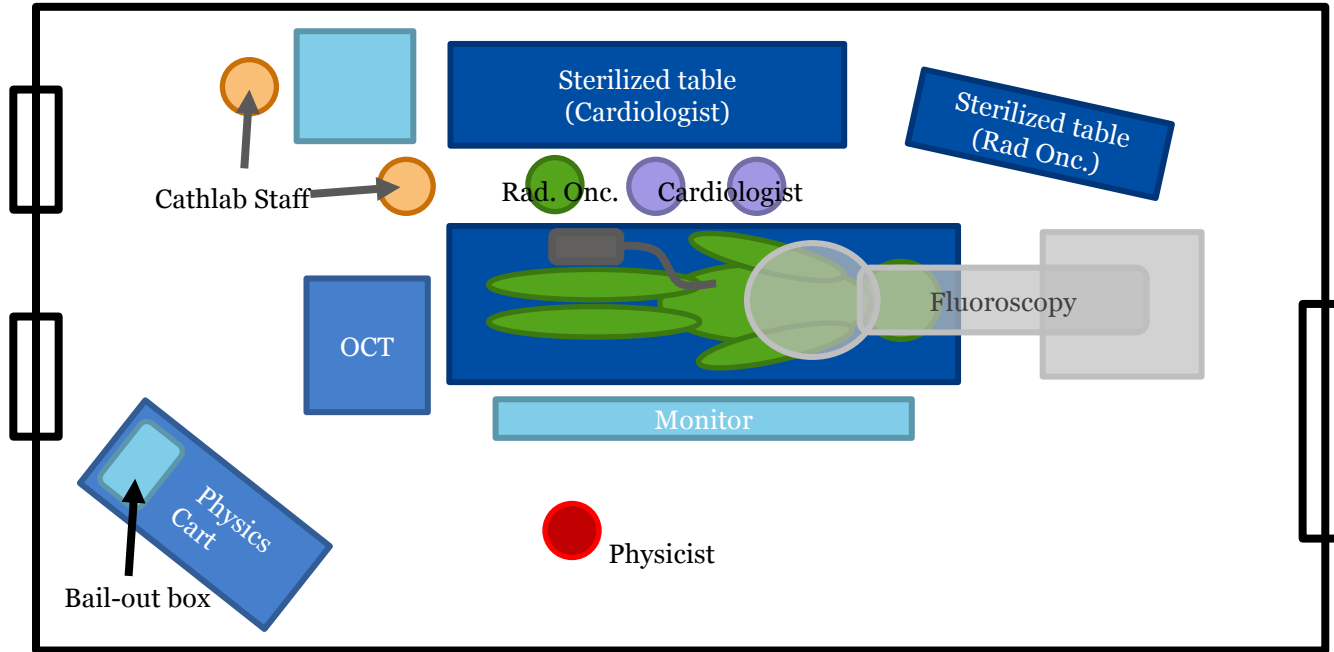 Sterilized table
(Cardiologist)
Sterilized table
(Rad Onc.)
Cathlab Staff
Rad. Onc.
Cardiologist
Fluoroscopy
OCT
Monitor
Physics
Cart
Physicist
Bail-out box